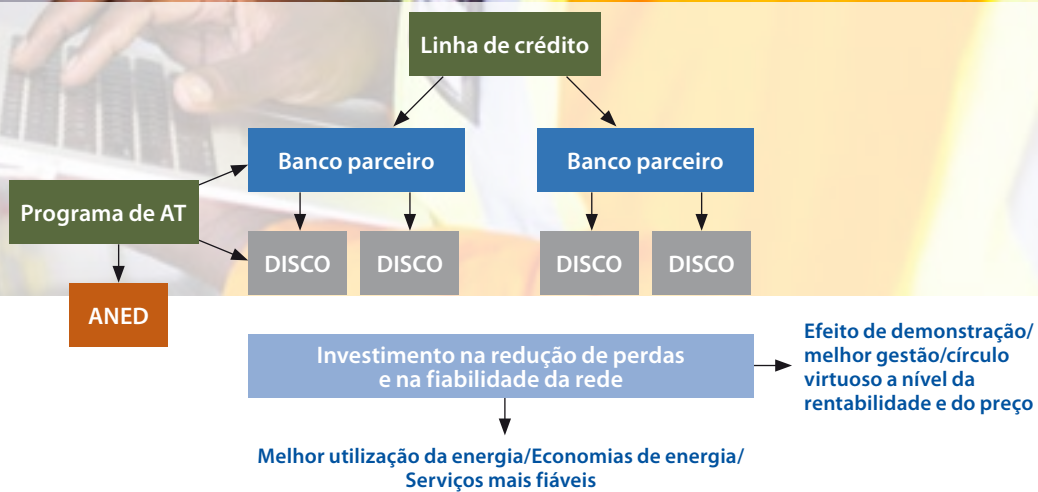 Linha de crédito
Banco parceiro
Banco parceiro
Programa de AT
DISCO
DISCO
DISCO
DISCO
ANED
Investimento na redução de perdas
e na fiabilidade da rede
Efeito de demonstração/
melhor gestão/círculo
virtuoso a nível da
rentabilidade e do preço
Melhor utilização da energia/Economias de energia/
Serviços mais fiáveis